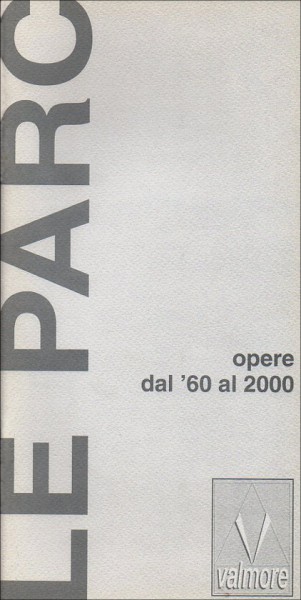 LE PARC
opere
dal '60 al 2000
valmore